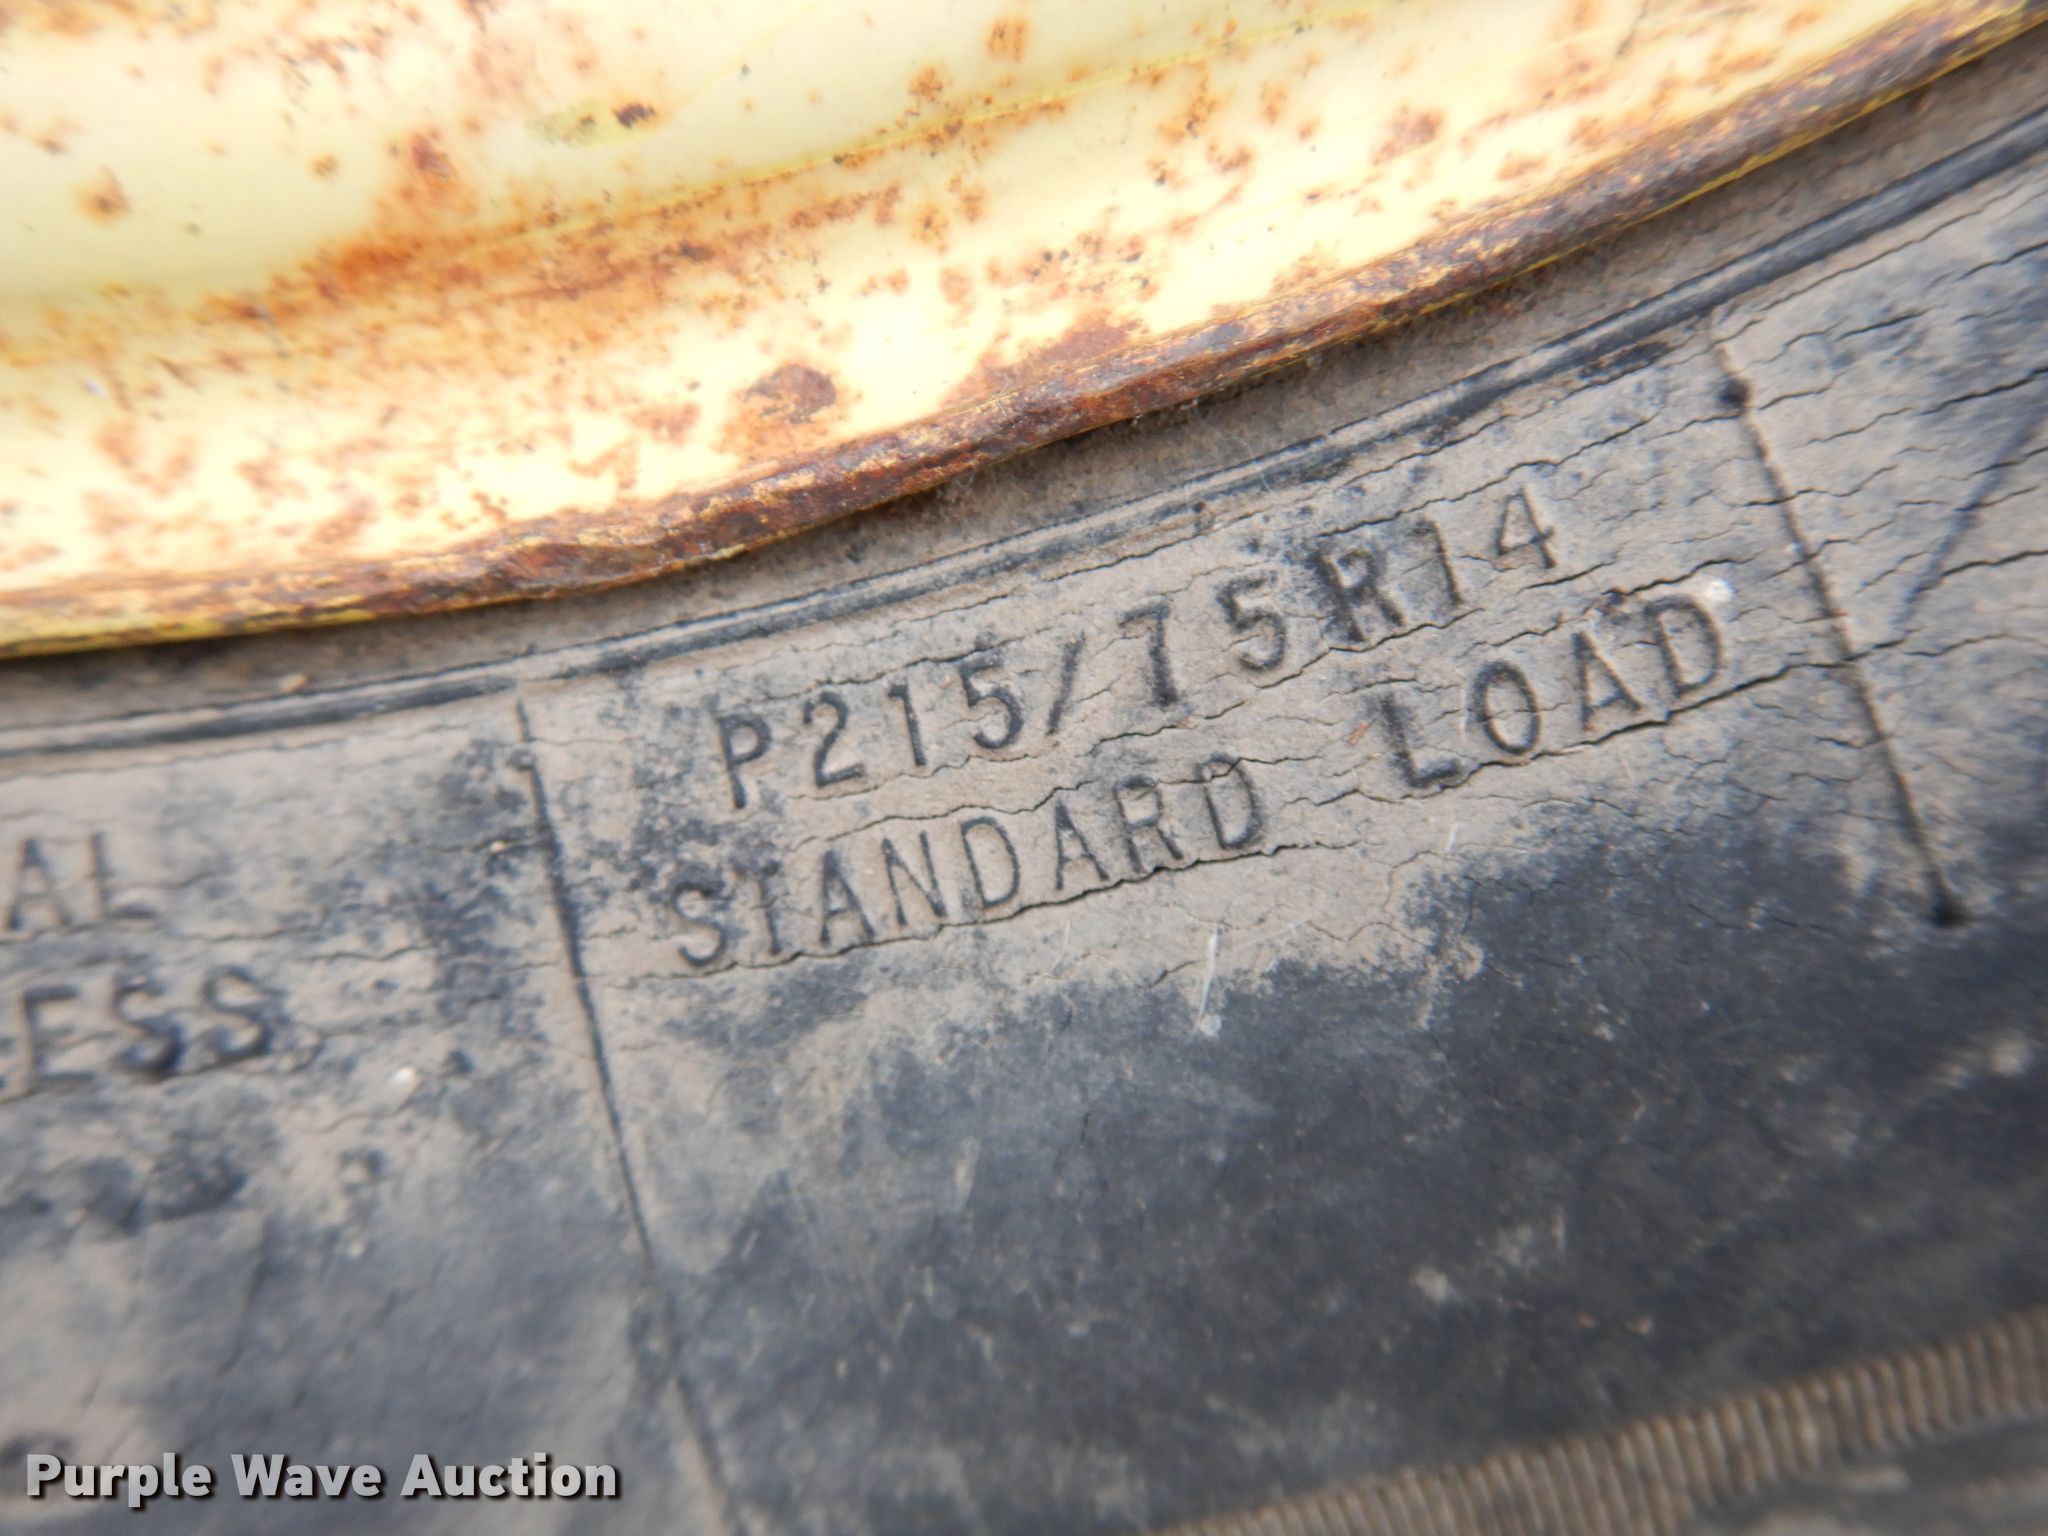 P215/75R14
STANDARD LOAD
AL
ESS
Purple Wave Auction